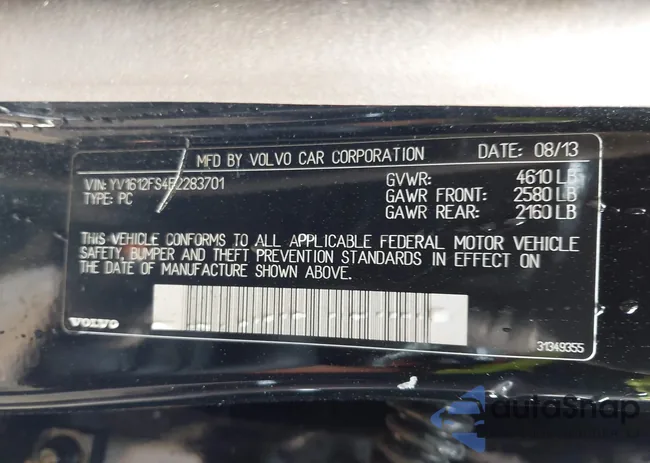 MFD BY VOLVO CAR CORPORATION DATE: 08/13
VIN: YV1612FS4E2283701 GVWR: 4610 LB
TYPE: PC GAWR FRONT: 2580 LB
GAWR REAR: 2160 LB
THIS VEHICLE CONFORMS TO ALL APPLICABLE FEDERAL MOTOR VEHICLE
SAFETY, BUMPER AND THEFT PREVENTION STANDARDS IN EFFECT ON
THE DATE OF MANUFACTURE SHOWN ABOVE.
VOLVO
31349355
autoSnap